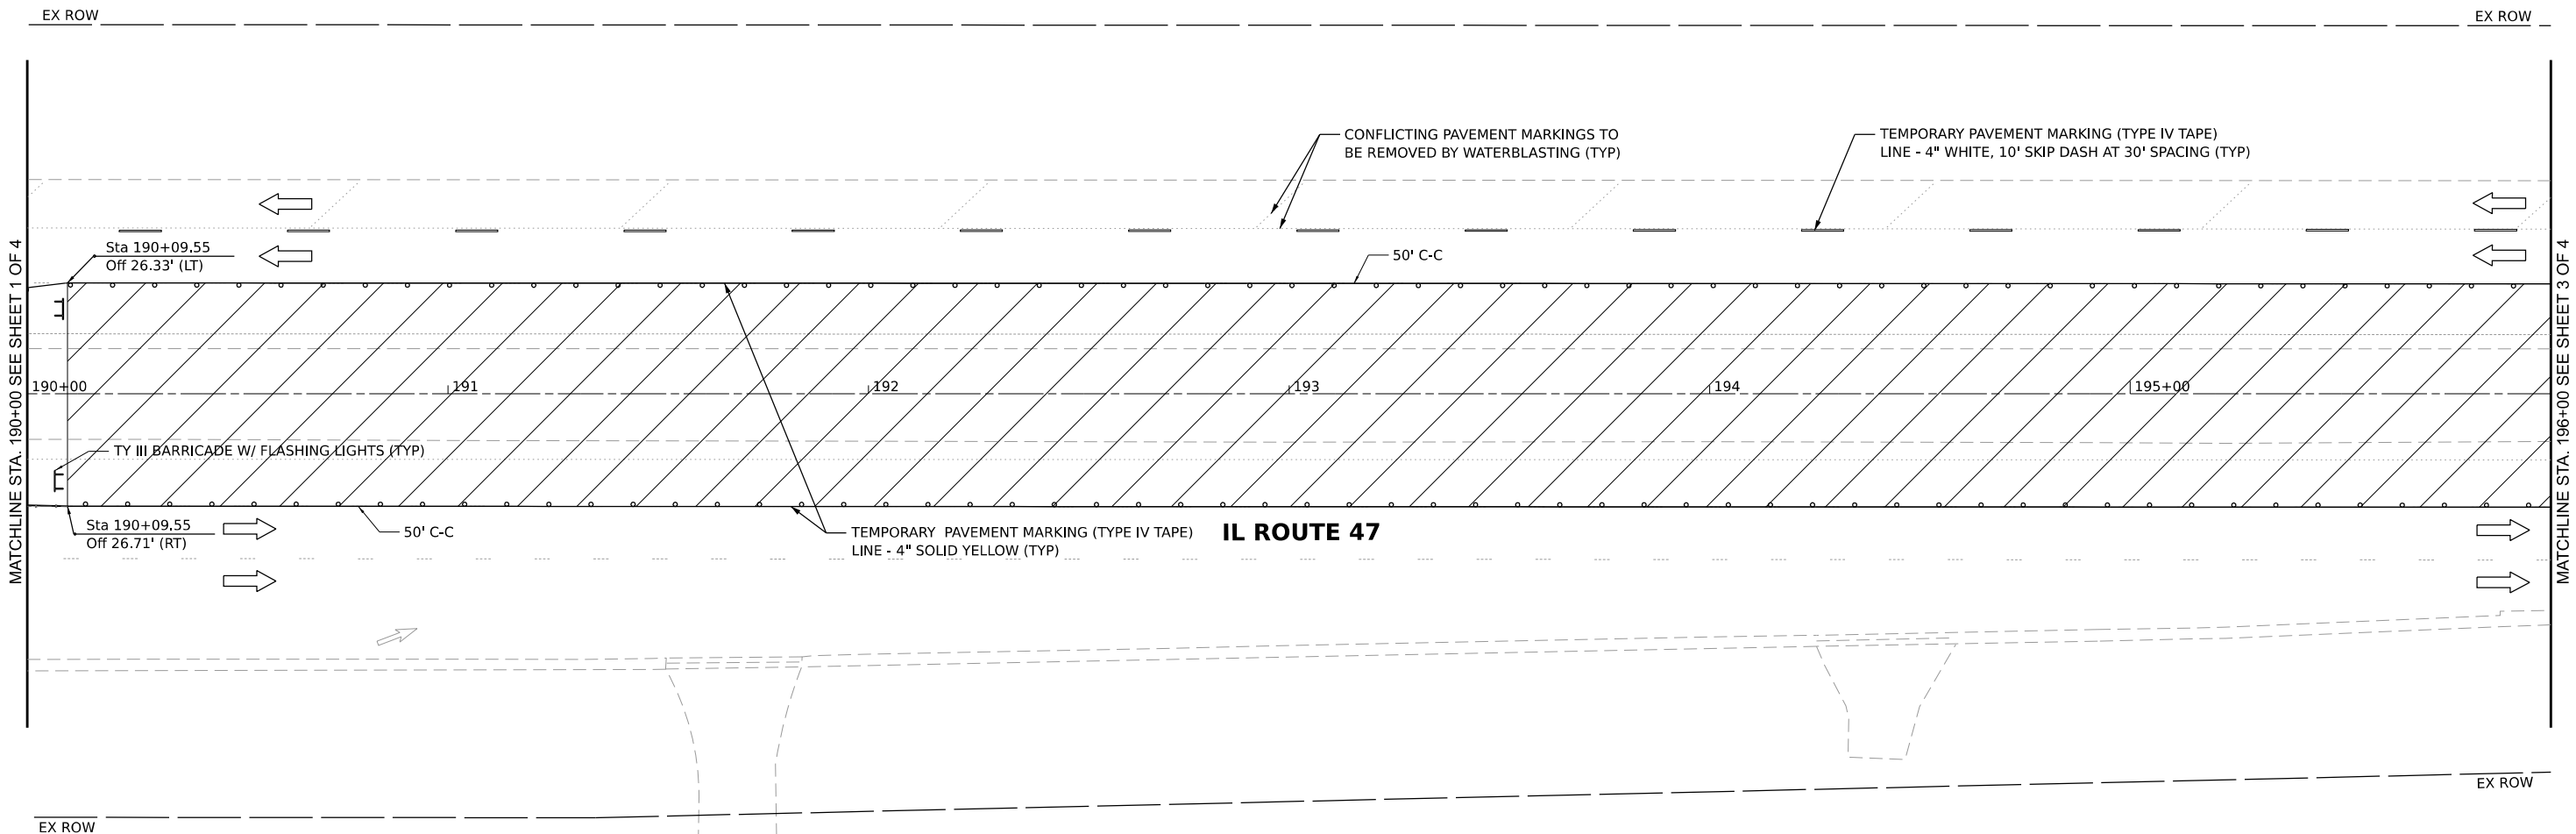 EX ROW
EX ROW
CONFLICTING PAVEMENT MARKINGS TO
BE REMOVED BY WATERBLASTING (TYP)
TEMPORARY PAVEMENT MARKING (TYPE IV TAPE)
LINE - 4" WHITE, 10' SKIP DASH AT 30' SPACING (TYP)
MATCHLINE STA. 190+00 SEE SHEET 1 OF 4
Sta 190+09.55
Off 26.33' (LT)
50' C-C
MATCHLINE STA. 196+00 SEE SHEET 3 OF 4
190+00
191
192
193
194
195+00
TY III BARRICADE W/ FLASHING LIGHTS (TYP)
Sta 190+09.55
Off 26.71' (RT)
50' C-C
TEMPORARY PAVEMENT MARKING (TYPE IV TAPE)
LINE - 4" SOLID YELLOW (TYP)
IL ROUTE 47
EX ROW
EX ROW